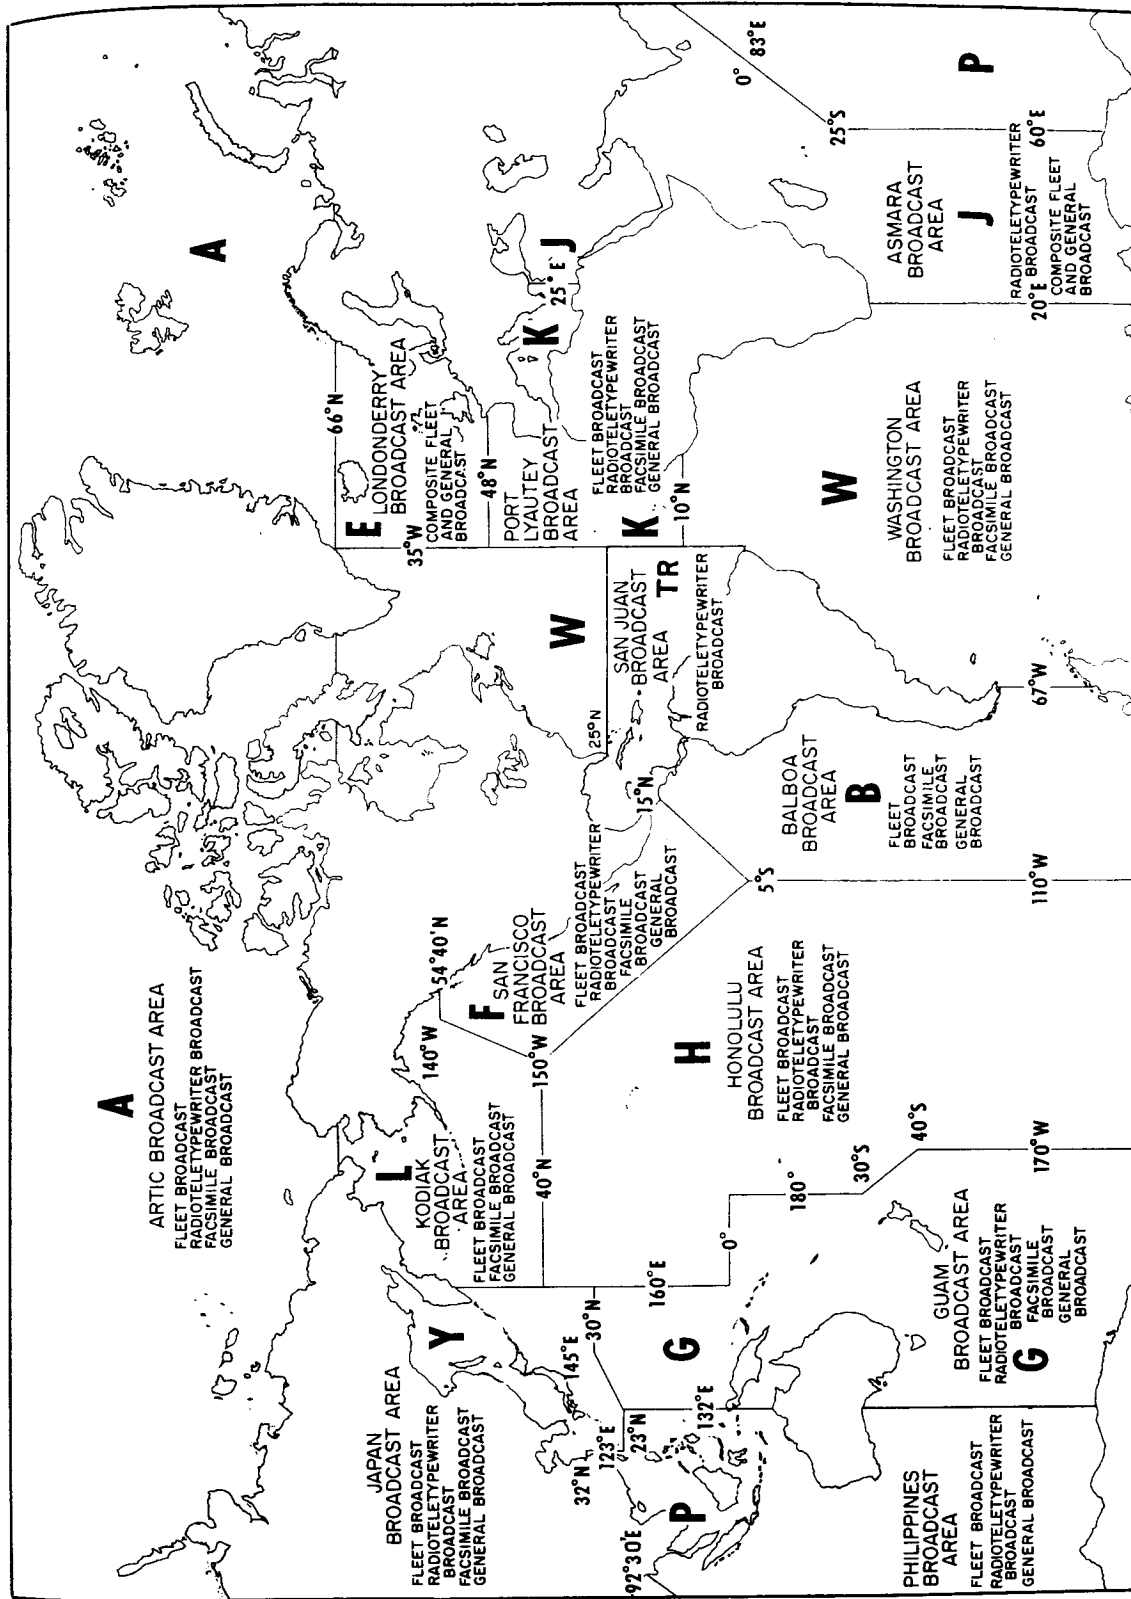 A
ARTIC BROADCAST AREA
FLEET BROADCAST
RADIOTELETYPEWRITER BROADCAST
FACSIMILE BROADCAST
GENERAL BROADCAST
A
JAPAN
BROADCAST AREA
FLEET BROADCAST
RADIOTELETYPEWRITER
BROADCAST
FACSIMILE BROADCAST
GENERAL BROADCAST
Y
L
KODIAK
BROADCAST
AREA
FLEET BROADCAST
FACSIMILE BROADCAST
GENERAL BROADCAST
140°W
54°40'N
F
SAN
FRANCISCO
BROADCAST
AREA
FLEET BROADCAST
RADIOTELETYPEWRITER
BROADCAST
FACSIMILE
BROADCAST
GENERAL
BROADCAST
150°W
40°N
66°N
E
LONDONDERRY
BROADCAST AREA
COMPOSITE FLEET
AND GENERAL
BROADCAST
35°W
48°N
PORT
LYAUTEY
BROADCAST
AREA
K
25°E
J
FLEET BROADCAST
RADIOTELETYPEWRITER
BROADCAST
FACSIMILE BROADCAST
GENERAL BROADCAST
K
10°N
W
25°N
SAN JUAN
BROADCAST
AREA
TR
RADIOTELETYPEWRITER
BROADCAST
15°N
145°E
30°N
32°N
123°E
23°N
132°E
160°E
G
P
92°30'E
0°
180°
30°S
40°S
170°W
H
HONOLULU
BROADCAST AREA
FLEET BROADCAST
RADIOTELETYPEWRITER
BROADCAST
FACSIMILE BROADCAST
GENERAL BROADCAST
5°S
110°W
BALBOA
BROADCAST
AREA
B
FLEET
BROADCAST
FACSIMILE
BROADCAST
GENERAL
BROADCAST
67°W
W
WASHINGTON
BROADCAST AREA
FLEET BROADCAST
RADIOTELETYPEWRITER
BROADCAST
FACSIMILE BROADCAST
GENERAL BROADCAST
0°
83°E
25°S
60°E
P
ASMARA
BROADCAST
AREA
J
RADIOTELETYPEWRITER
BROADCAST
20°E
COMPOSITE FLEET
AND GENERAL
BROADCAST
PHILIPPINES
BROADCAST
AREA
FLEET BROADCAST
RADIOTELETYPEWRITER
BROADCAST
GENERAL BROADCAST
GUAM
BROADCAST AREA
FLEET BROADCAST
RADIOTELETYPEWRITER
BROADCAST
G
FACSIMILE
BROADCAST
GENERAL
BROADCAST